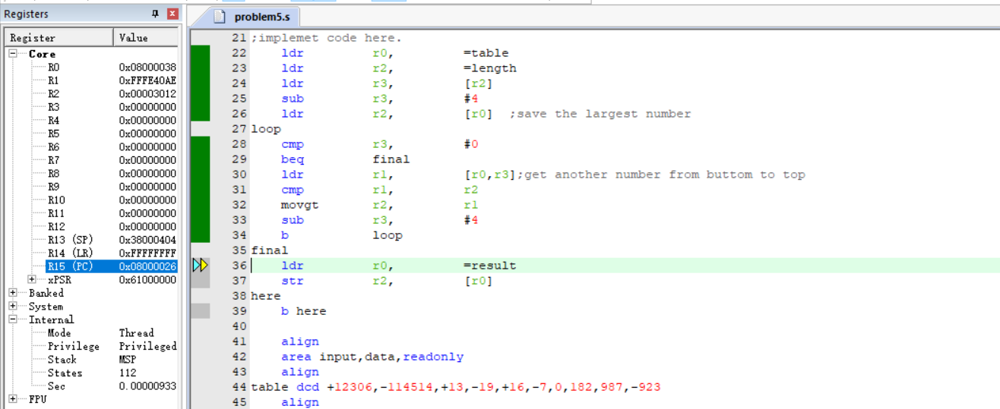 Registers
Register Value
Core
R0 0x08000038
R1 0xFFFE40AE
R2 0x00003012
R3 0x00000000
R4 0x00000000
R5 0x00000000
R6 0x00000000
R7 0x00000000
R8 0x00000000
R9 0x00000000
R10 0x00000000
R11 0x00000000
R12 0x00000000
R13 (SP) 0x38000404
R14 (LR) 0xFFFFFFFF
R15 (PC) 0x08000026
xPSR 0x61000000
Banked
System
Internal
Mode Thread
Privilege Privileged
Stack MSP
States 112
Sec 0.00000933
FPU
problem5.s
21 ;implemet code here.
22 ldr r0, =table
23 ldr r2, =length
24 ldr r3, [r2]
25 sub r3, #4
26 ldr r2, [r0] ;save the largest number
27 loop
28 cmp r3, #0
29 beq final
30 ldr r1, [r0,r3];get another number from buttom to top
31 cmp r1, r2
32 movgt r2, r1
33 sub r3, #4
34 b loop
35 final
36 ldr r0, =result
37 str r2, [r0]
38 here
39 b here
40
41 align
42 area input,data,readonly
43 align
44 table dcd +12306,-114514,+13,-19,+16,-7,0,182,987,-923
45 align